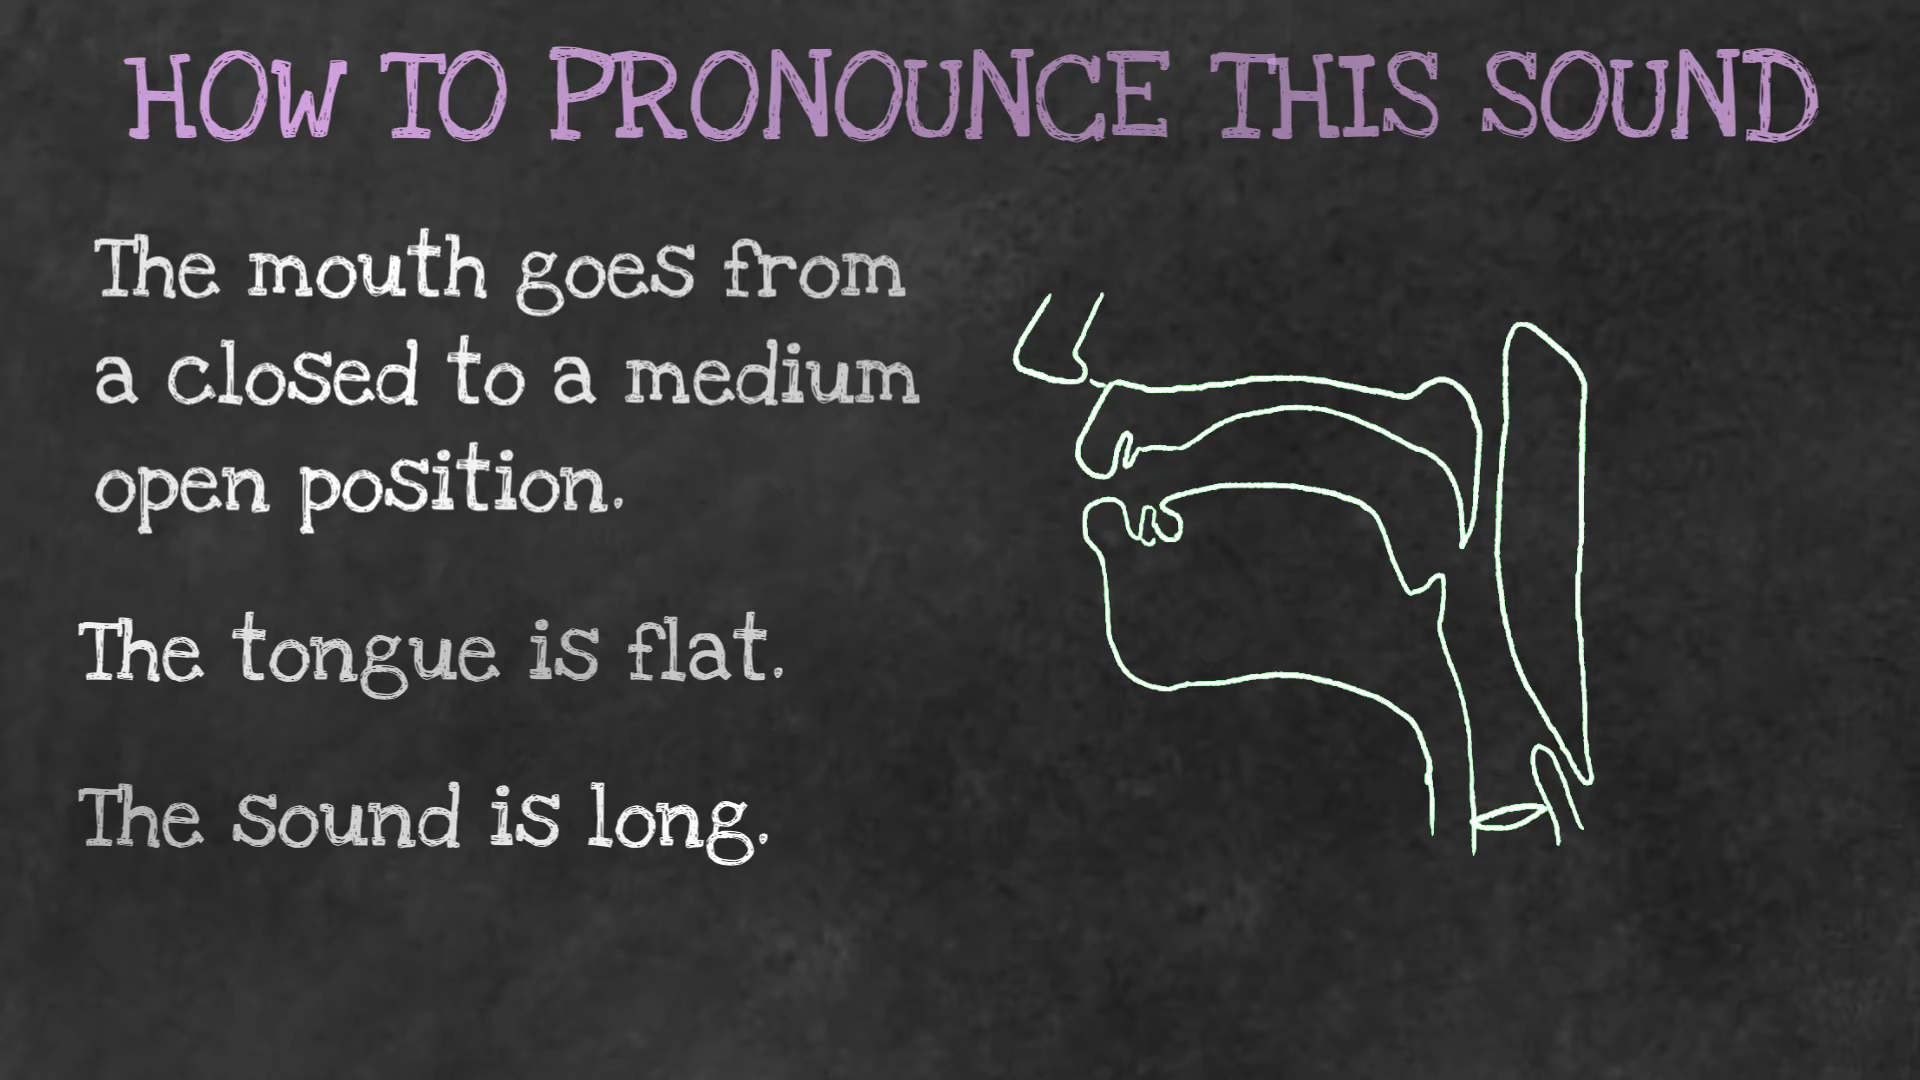 HOW TO PRONOUNCE THIS SOUND
The mouth goes from
a closed to a medium
open position.
The tongue is flat.
The sound is long.